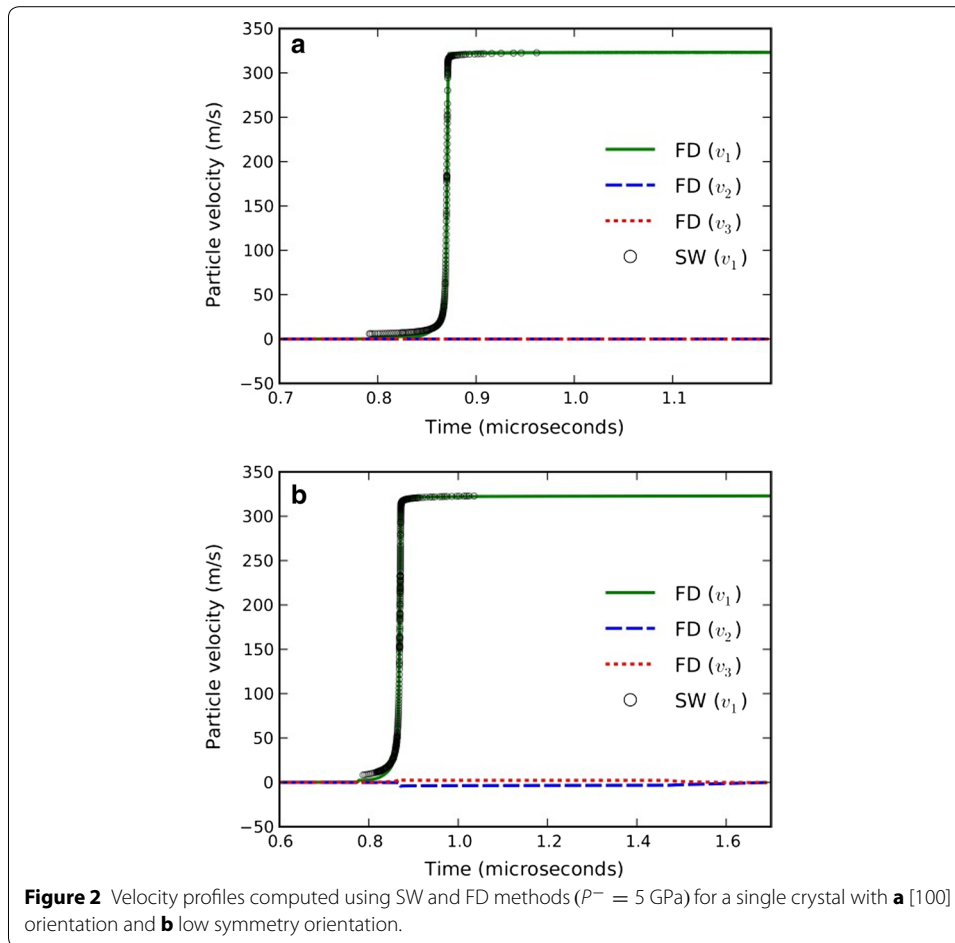 a
350
300
250
200
150
100
50
0
−50
Particle velocity (m/s)
FD (v₁)
FD (v₂)
FD (v₃)
SW (v₁)
0.7 0.8 0.9 1.0 1.1
Time (microseconds)
b
350
300
250
200
150
100
50
0
−50
Particle velocity (m/s)
FD (v₁)
FD (v₂)
FD (v₃)
SW (v₁)
0.6 0.8 1.0 1.2 1.4 1.6
Time (microseconds)
Figure 2 Velocity profiles computed using SW and FD methods (P⁻ = 5 GPa) for a single crystal with a [100]
orientation and b low symmetry orientation.